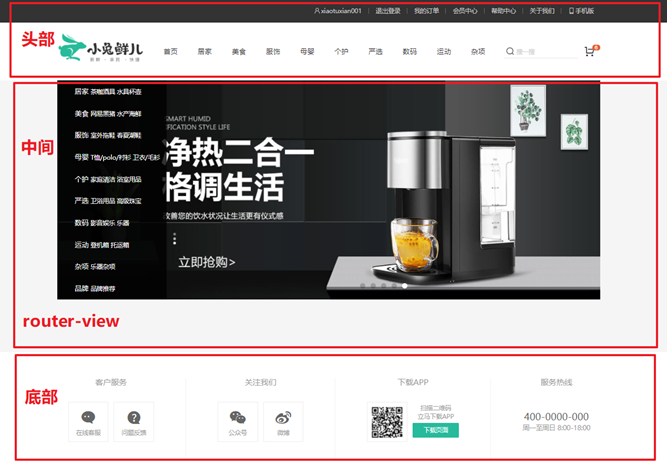 xiaotuxian001 退出登录 我的订单 会员中心 帮助中心 关于我们 手机版
头部
小兔鲜儿
新鲜·亲民·快捷
首页 居家 美食 服饰 母婴 个护 严选 数码 运动 杂项 搜一搜
中间
居家 茶咖酒具 水具杯壶
美食 网易黑猪 水产海鲜
服饰 室外拖鞋 春夏潮鞋
母婴 T恤/polo/衬衫 卫衣/毛衫
个护 家庭清洁 浴室用品
严选 卫浴用品 高级珠宝
数码 影音娱乐 乐器
运动 登机箱 托运箱
杂项 乐器杂项
品牌 品牌推荐
SMART HUMID
IFICATION STYLE LIFE
净热二合一
格调生活
改善您的饮水状况让生活更有仪式感
立即抢购>
router-view
底部
客户服务 关注我们 下载APP 服务热线
在线客服 问题反馈
公众号 微博
扫描二维码
立马下载APP
下载页面
400-0000-000
周一至周日 8:00-18:00